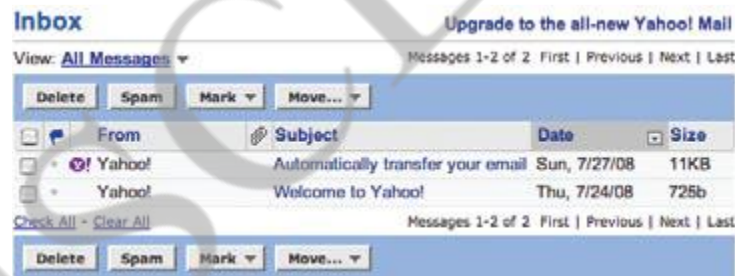 Inbox Upgrade to the all-new Yahoo! Mail
View: All Messages Messages 1-2 of 2 First | Previous | Next | Last
Delete Spam Mark Move...
From Subject Date Size
Y! Yahoo! Automatically transfer your email Sun, 7/27/08 11KB
Yahoo! Welcome to Yahoo! Thu, 7/24/08 725b
Check All - Clear All Messages 1-2 of 2 First | Previous | Next | Last
Delete Spam Mark Move...